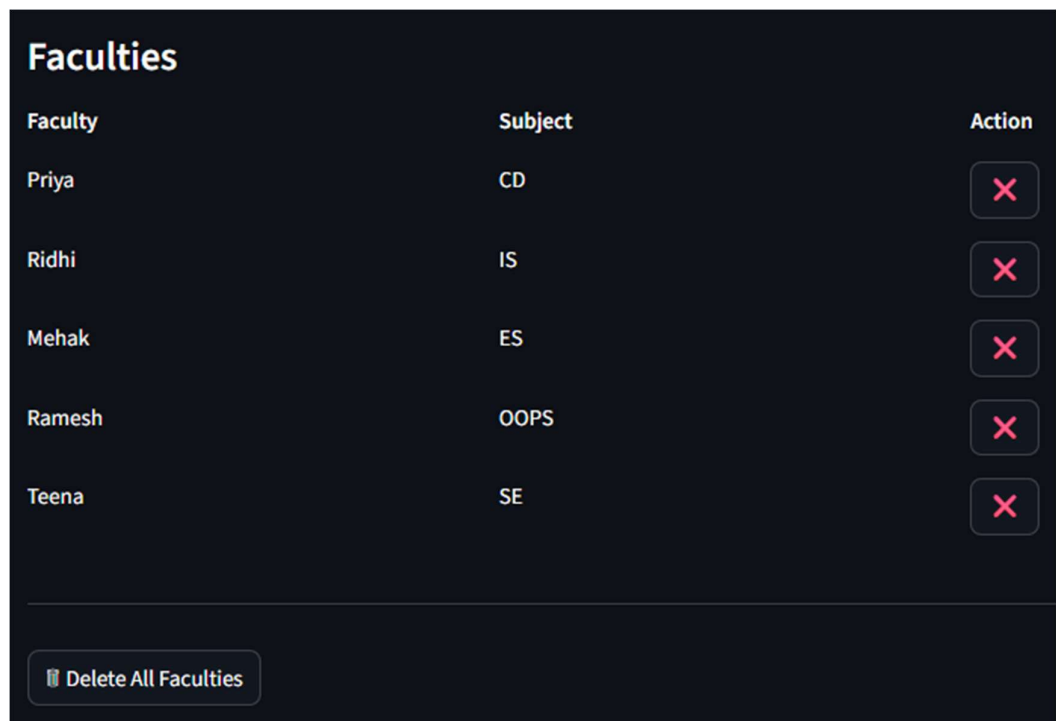 Faculties
Faculty Subject Action
Priya CD
Ridhi IS
Mehak ES
Ramesh OOPS
Teena SE
Delete All Faculties